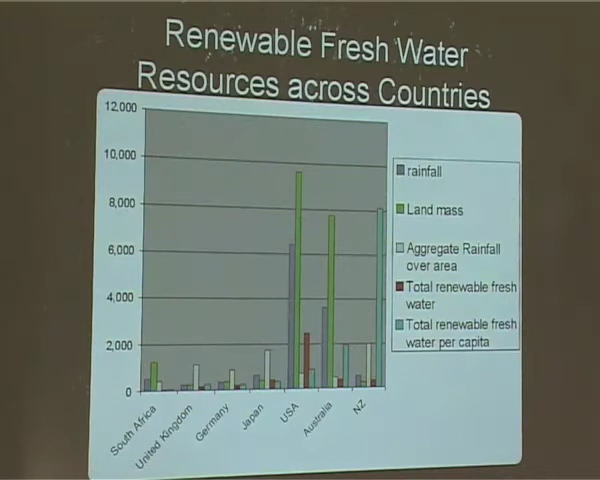 Renewable Fresh Water
Resources across Countries
12,000
10,000
8,000
6,000
4,000
2,000
0
South Africa
United Kingdom
Germany
Japan
USA
Australia
NZ
rainfall
Land mass
Aggregate Rainfall
over area
Total renewable fresh
water
Total renewable fresh
water per capita